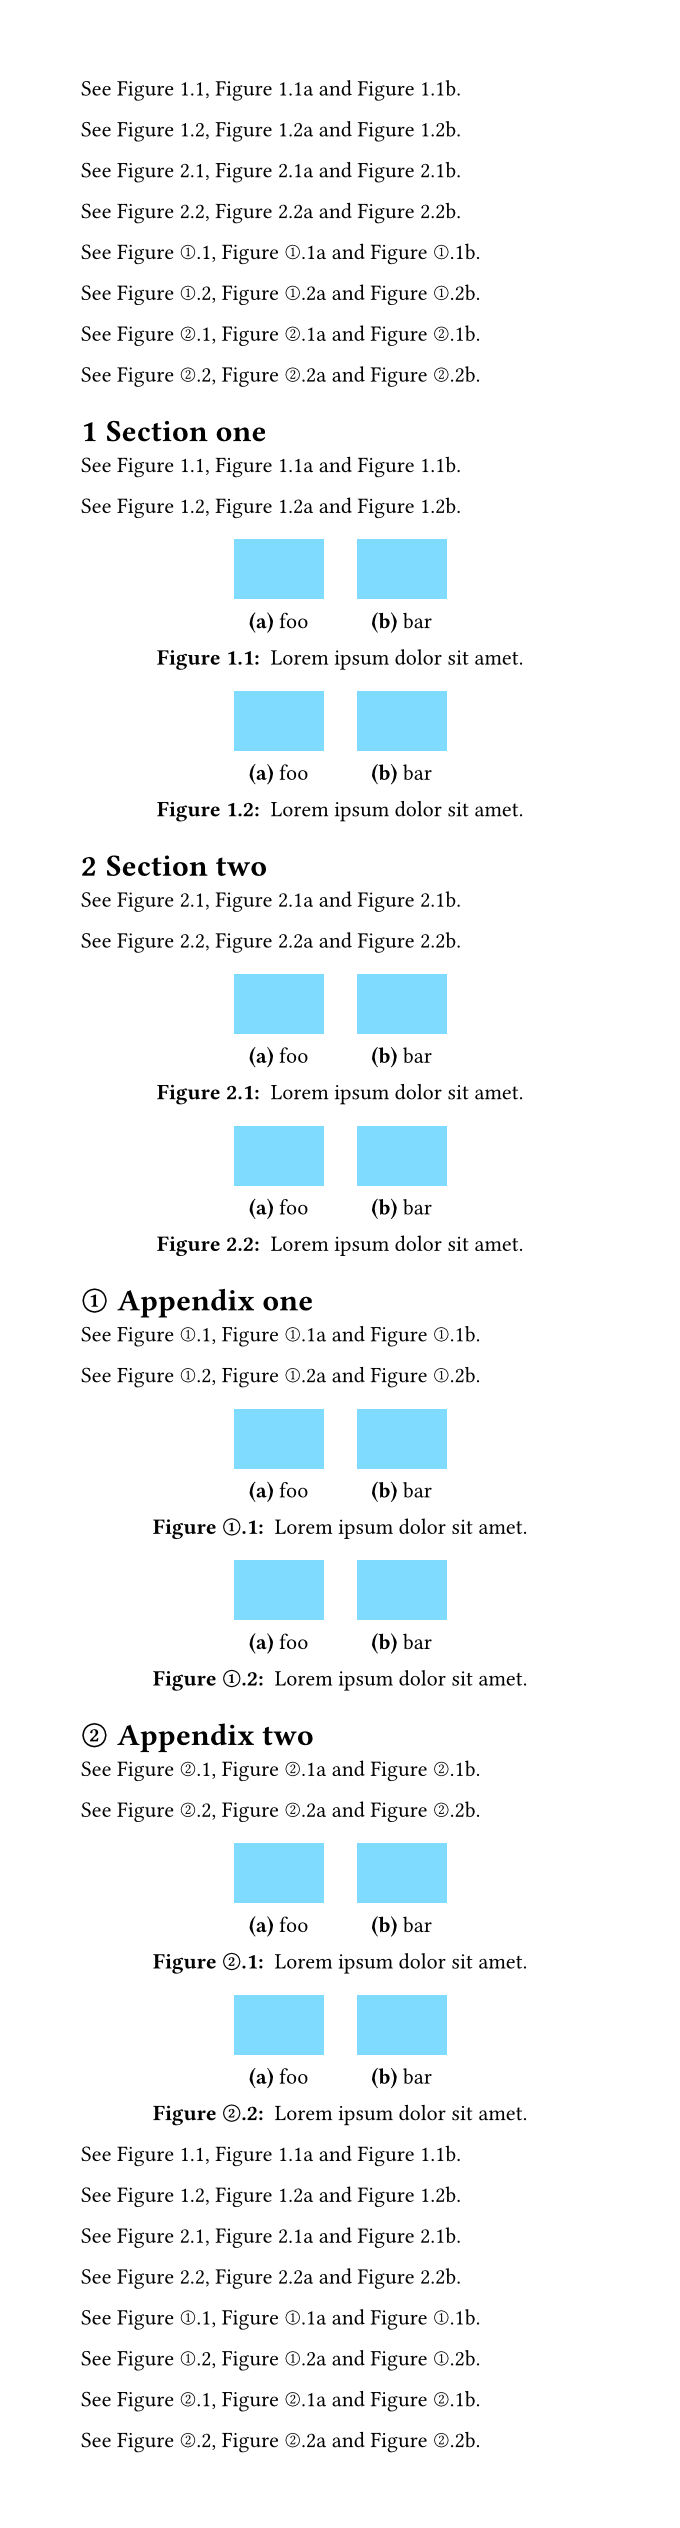 See Figure 1.1, Figure 1.1a and Figure 1.1b.
See Figure 1.2, Figure 1.2a and Figure 1.2b.
See Figure 2.1, Figure 2.1a and Figure 2.1b.
See Figure 2.2, Figure 2.2a and Figure 2.2b.
See Figure ①.1, Figure ①.1a and Figure ①.1b.
See Figure ①.2, Figure ①.2a and Figure ①.2b.
See Figure ②.1, Figure ②.1a and Figure ②.1b.
See Figure ②.2, Figure ②.2a and Figure ②.2b.
1 Section one
See Figure 1.1, Figure 1.1a and Figure 1.1b.
See Figure 1.2, Figure 1.2a and Figure 1.2b.
(a) foo (b) bar
Figure 1.1: Lorem ipsum dolor sit amet.
(a) foo (b) bar
Figure 1.2: Lorem ipsum dolor sit amet.
2 Section two
See Figure 2.1, Figure 2.1a and Figure 2.1b.
See Figure 2.2, Figure 2.2a and Figure 2.2b.
(a) foo (b) bar
Figure 2.1: Lorem ipsum dolor sit amet.
(a) foo (b) bar
Figure 2.2: Lorem ipsum dolor sit amet.
① Appendix one
See Figure ①.1, Figure ①.1a and Figure ①.1b.
See Figure ①.2, Figure ①.2a and Figure ①.2b.
(a) foo (b) bar
Figure ①.1: Lorem ipsum dolor sit amet.
(a) foo (b) bar
Figure ①.2: Lorem ipsum dolor sit amet.
② Appendix two
See Figure ②.1, Figure ②.1a and Figure ②.1b.
See Figure ②.2, Figure ②.2a and Figure ②.2b.
(a) foo (b) bar
Figure ②.1: Lorem ipsum dolor sit amet.
(a) foo (b) bar
Figure ②.2: Lorem ipsum dolor sit amet.
See Figure 1.1, Figure 1.1a and Figure 1.1b.
See Figure 1.2, Figure 1.2a and Figure 1.2b.
See Figure 2.1, Figure 2.1a and Figure 2.1b.
See Figure 2.2, Figure 2.2a and Figure 2.2b.
See Figure ①.1, Figure ①.1a and Figure ①.1b.
See Figure ①.2, Figure ①.2a and Figure ①.2b.
See Figure ②.1, Figure ②.1a and Figure ②.1b.
See Figure ②.2, Figure ②.2a and Figure ②.2b.